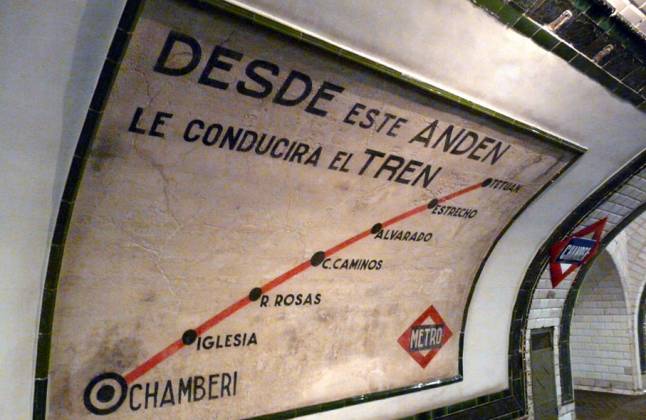 DESDE ESTE ANDEN
LE CONDUCIRA EL TREN
TETUAN
ESTRECHO
ALVARADO
C. CAMINOS
R. ROSAS
IGLESIA
CHAMBERI
METRO